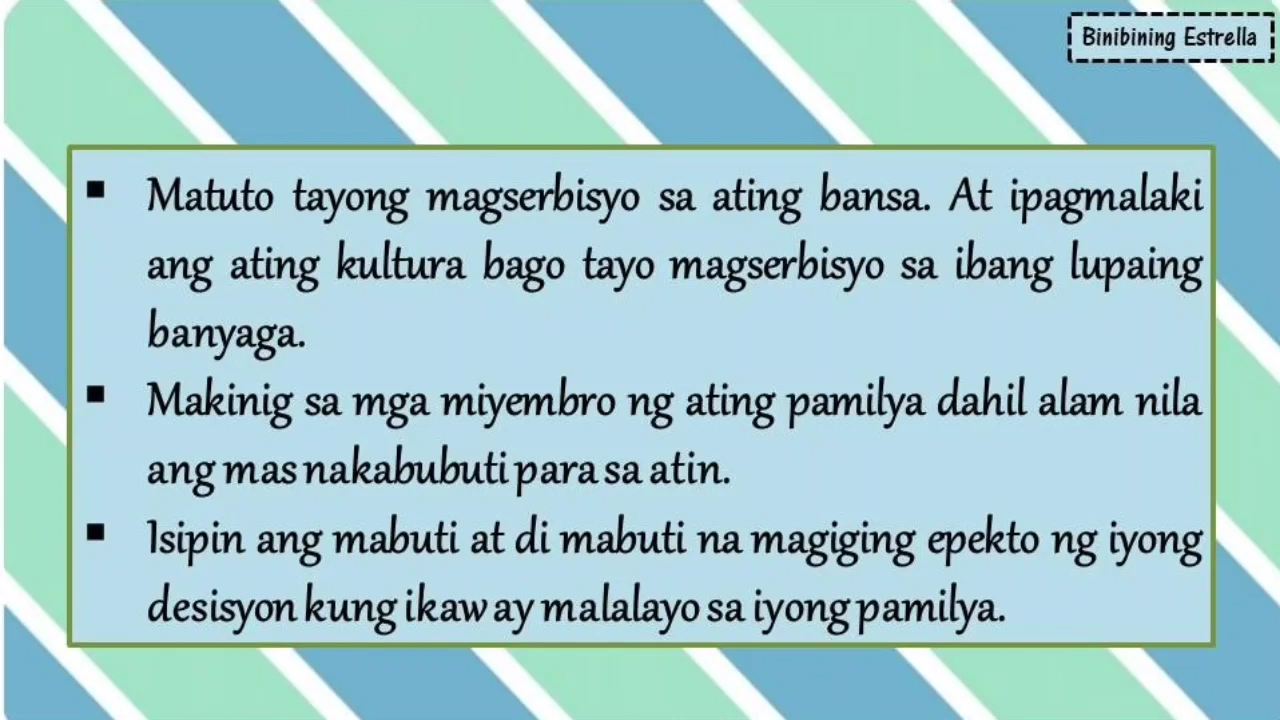 Binibining Estrella
▪ Matuto tayong magserbisyo sa ating bansa. At ipagmalaki
ang ating kultura bago tayo magserbisyo sa ibang lupaing
banyaga.
▪ Makinig sa mga miyembro ng ating pamilya dahil alam nila
ang mas nakabubuti para sa atin.
▪ Isipin ang mabuti at di mabuti na magiging epekto ng iyong
desisyon kung ikaw ay malalayo sa iyong pamilya.